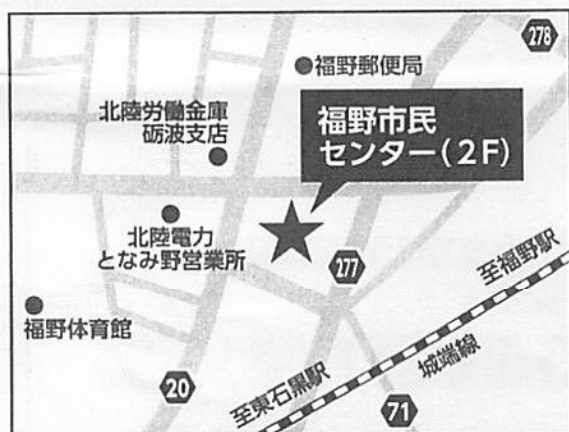 278
福野郵便局
北陸労働金庫
砺波支店
福野市民
センター(2F)
北陸電力
となみ野営業所
277
至福野駅
福野体育館
城端線
20
至東石黒駅
71